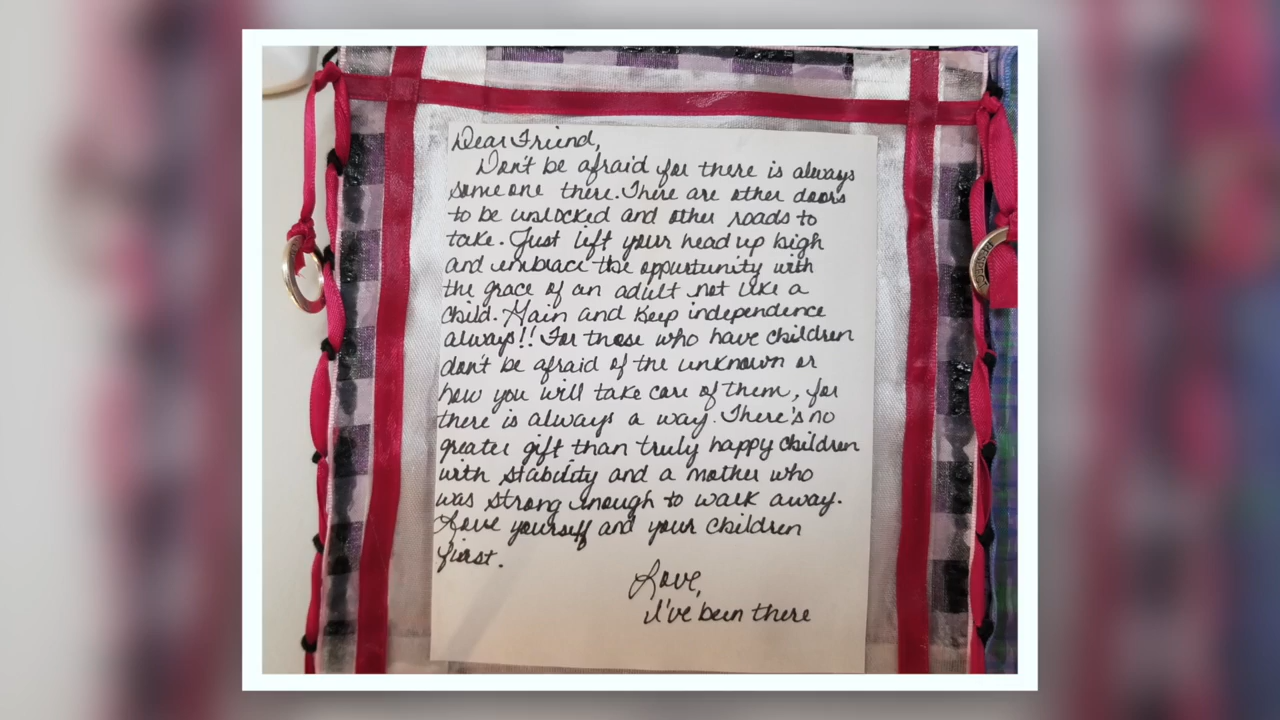 Dear Friend,
Don't be afraid for there is always
someone there. There are other doors
to be unlocked and other roads to
take. Just left your head up high
and embrace the oppurtunity with
the grace of an adult not like a
child. Gain and keep independence
always!! For those who have children
don't be afraid of the unknown or
how you will take care of them, for
there is always a way. There's no
greater gift than truly happy children
with stability and a mother who
was strong enough to walk away.
Love yourself and your children
first.
Love,
I've been there